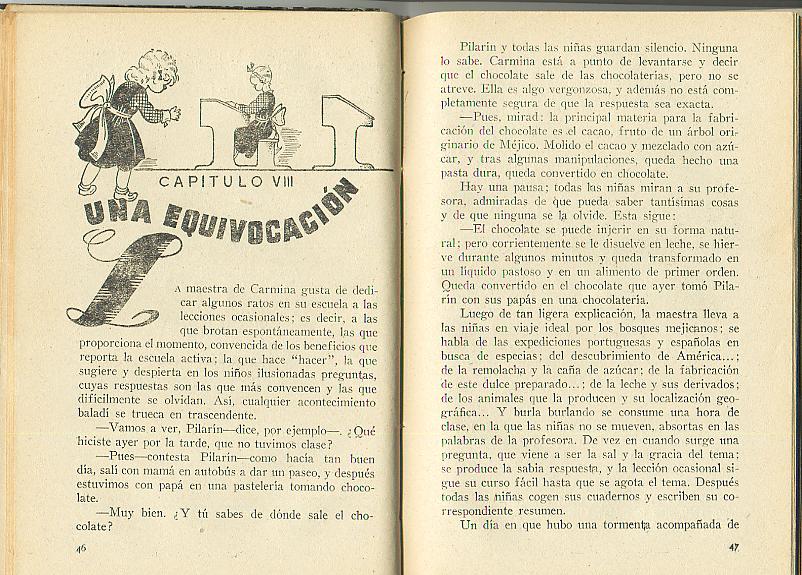 CAPITULO VIII
UNA EQUIVOCACIÓN
LA maestra de Carmina gusta de dedi-
car algunos ratos en su escuela a las
lecciones ocasionales; es decir, a las
que brotan espontáneamente, las que
proporciona el momento, convencida de los beneficios que
reporta la escuela activa; la que hace "hacer", la que
sugiere y despierta en los niños ilusionadas preguntas,
cuyas respuestas son las que más convencen y las que
difícilmente se olvidan. Así, cualquier acontecimiento
baladí se trueca en trascendente.
—Vamos a ver, Pilarín—dice, por ejemplo—. ¿Qué
hiciste ayer por la tarde, que no tuvimos clase?
—Pues—contesta Pilarín—como hacía tan buen
día, salí con mamá en autobús a dar un paseo, y después
estuvimos con papá en una pastelería tomando choco-
late.
—Muy bien. ¿Y tú sabes de dónde sale el cho-
colate?
46
Pilarín y todas las niñas guardan silencio. Ninguna
lo sabe. Carmina está a punto de levantarse y decir
que el chocolate sale de las chocolaterías, pero no se
atreve. Ella es algo vergonzosa, y además no está com-
pletamente segura de que la respuesta sea exacta.
—Pues, mirad: la principal materia para la fabri-
cación del chocolate es el cacao, fruto de un árbol ori-
ginario de Méjico. Molido el cacao y mezclado con azú-
car, y tras algunas manipulaciones, queda hecho una
pasta dura, queda convertido en chocolate.
Hay una pausa; todas las niñas miran a su profe-
sora, admiradas de que pueda saber tantísimas cosas
y de que ninguna se la olvide. Esta sigue:
—El chocolate se puede injerir en su forma natu-
ral; pero corrientemente se le disuelve en leche, se hier-
ve durante algunos minutos y queda transformado en
un líquido pastoso y en un alimento de primer orden.
Queda convertido en el chocolate que ayer tomó Pila-
rín con sus papás en una chocolatería.
Luego de tan ligera explicación, la maestra lleva a
las niñas en viaje ideal por los bosques mejicanos; se
habla de las expediciones portuguesas y españolas en
busca de especias; del descubrimiento de América...;
de la remolacha y la caña de azúcar; de la fabricación
de este dulce preparado...; de la leche y sus derivados;
de los animales que la producen y su localización geo-
gráfica... Y burla burlando se consume una hora de
clase, en la que las niñas no se mueven, absortas en las
palabras de la profesora. De vez en cuando surge una
pregunta, que viene a ser la sal y la gracia del tema;
se produce la sabia respuesta, y la lección ocasional si-
gue su curso fácil hasta que se agota el tema. Después
todas las niñas cogen sus cuadernos y escriben su co-
rrespondiente resumen.
Un día en que hubo una tormenta acompañada de
47